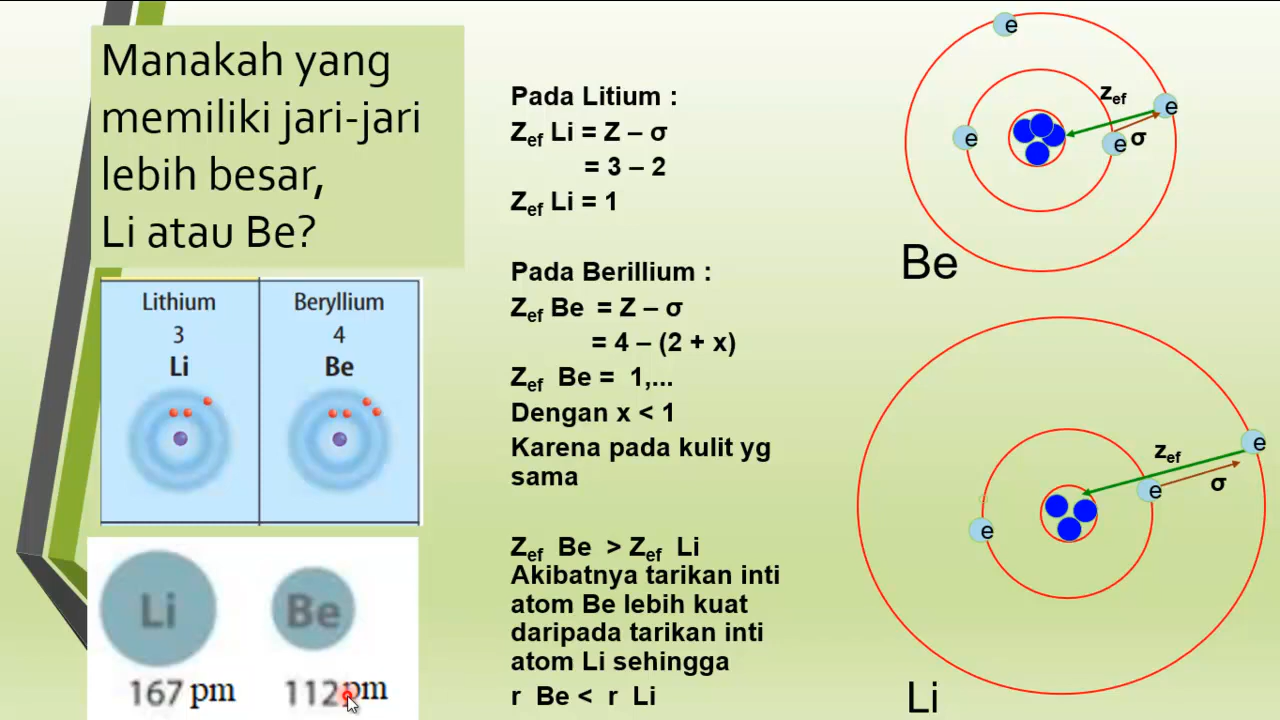 Manakah yang
memiliki jari-jari
lebih besar,
Li atau Be?
Lithium
3
Li
Beryllium
4
Be
Li
Be
167 pm
112 pm
Pada Litium :
Zef Li = Z – σ
= 3 – 2
Zef Li = 1
Pada Berillium :
Zef Be = Z – σ
= 4 – (2 + x)
Zef Be = 1,...
Dengan x < 1
Karena pada kulit yg
sama
Zef Be > Zef Li
Akibatnya tarikan inti
atom Be lebih kuat
daripada tarikan inti
atom Li sehingga
r Be < r Li
e
zef
e
e
e
σ
Be
e
zef
e
σ
e
e
Li